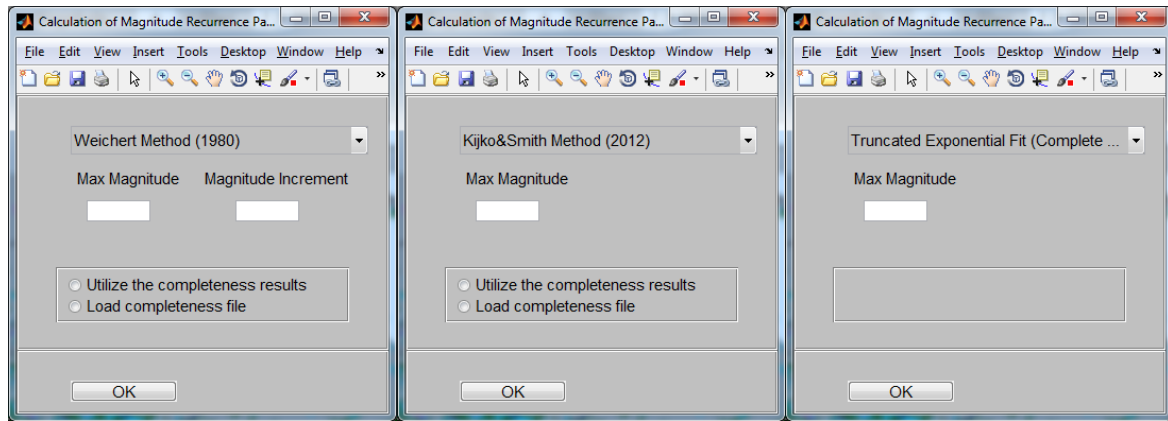 Calculation of Magnitude Recurrence Pa...
File Edit View Insert Tools Desktop Window Help
Weichert Method (1980)
Max Magnitude Magnitude Increment
Utilize the completeness results
Load completeness file
OK
Calculation of Magnitude Recurrence Pa...
File Edit View Insert Tools Desktop Window Help
Kijko&Smith Method (2012)
Max Magnitude
Utilize the completeness results
Load completeness file
OK
Calculation of Magnitude Recurrence Pa...
File Edit View Insert Tools Desktop Window Help
Truncated Exponential Fit (Complete ...
Max Magnitude
OK